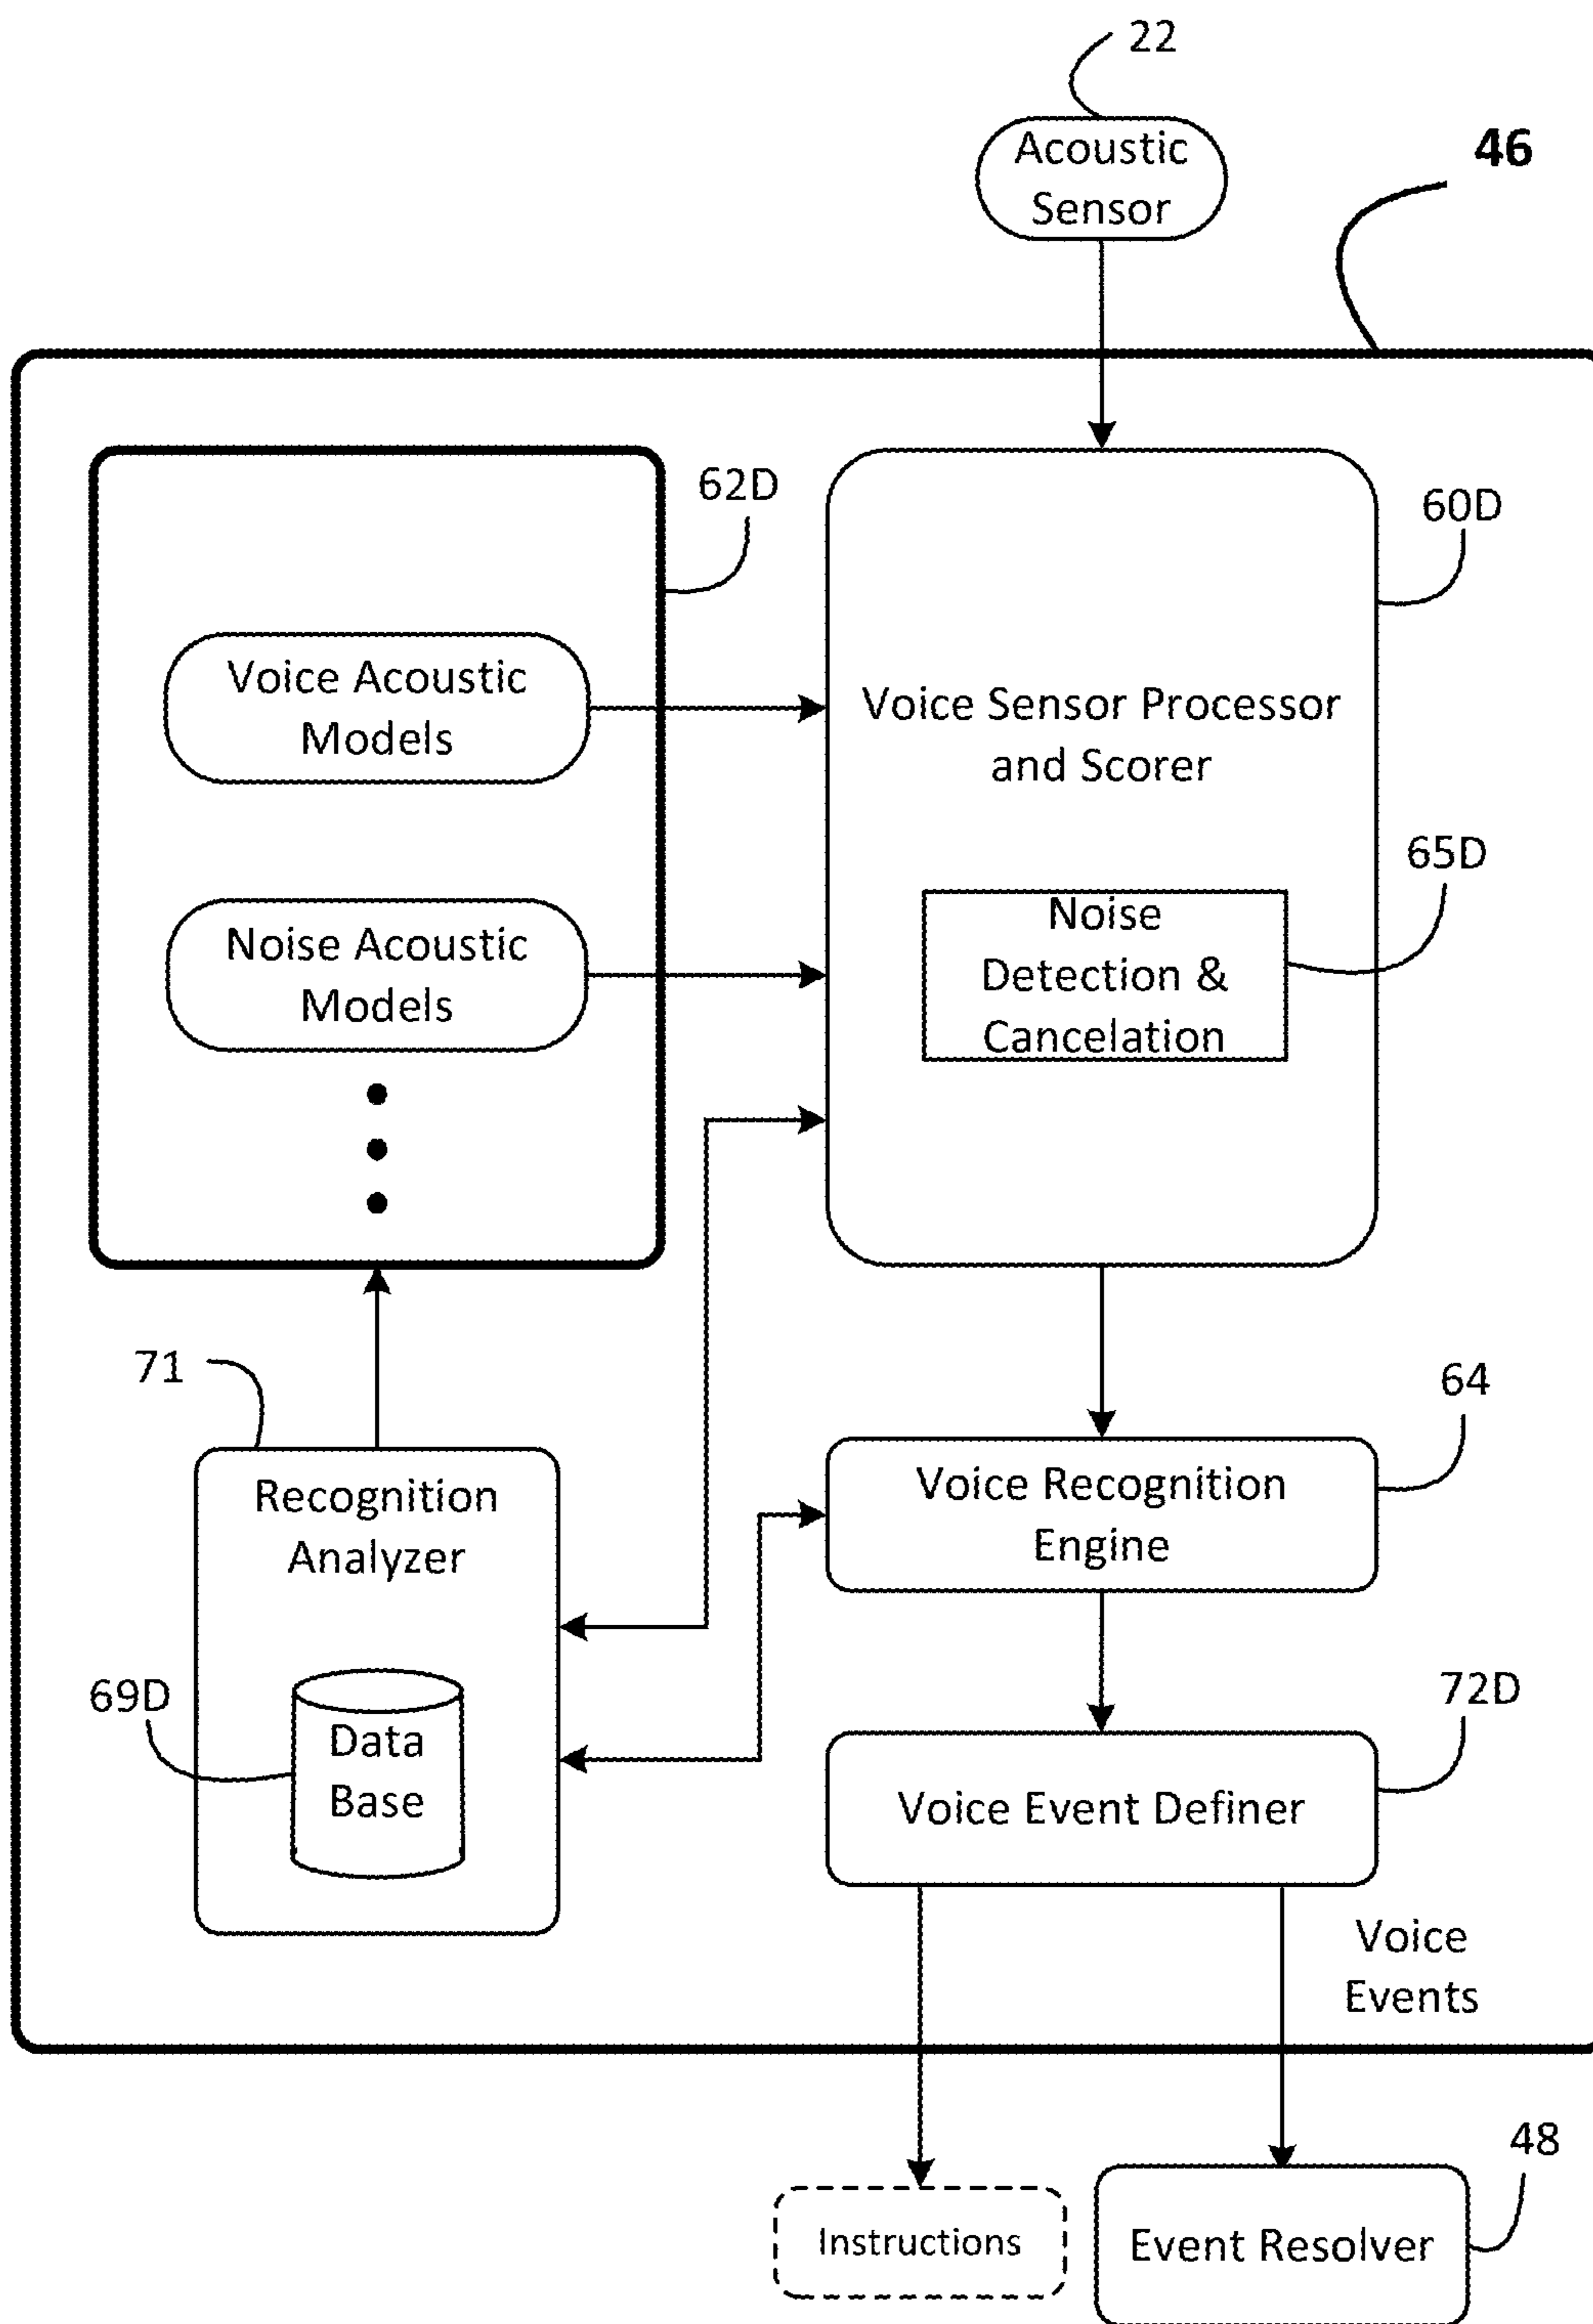 22
Acoustic
Sensor
46
62D
60D
Voice Acoustic
Models
Voice Sensor Processor
and Scorer
65D
Noise Acoustic
Models
Noise
Detection &
Cancelation
71
64
Recognition
Analyzer
Voice Recognition
Engine
69D
Data
Base
72D
Voice Event Definer
Voice
Events
48
Instructions
Event Resolver